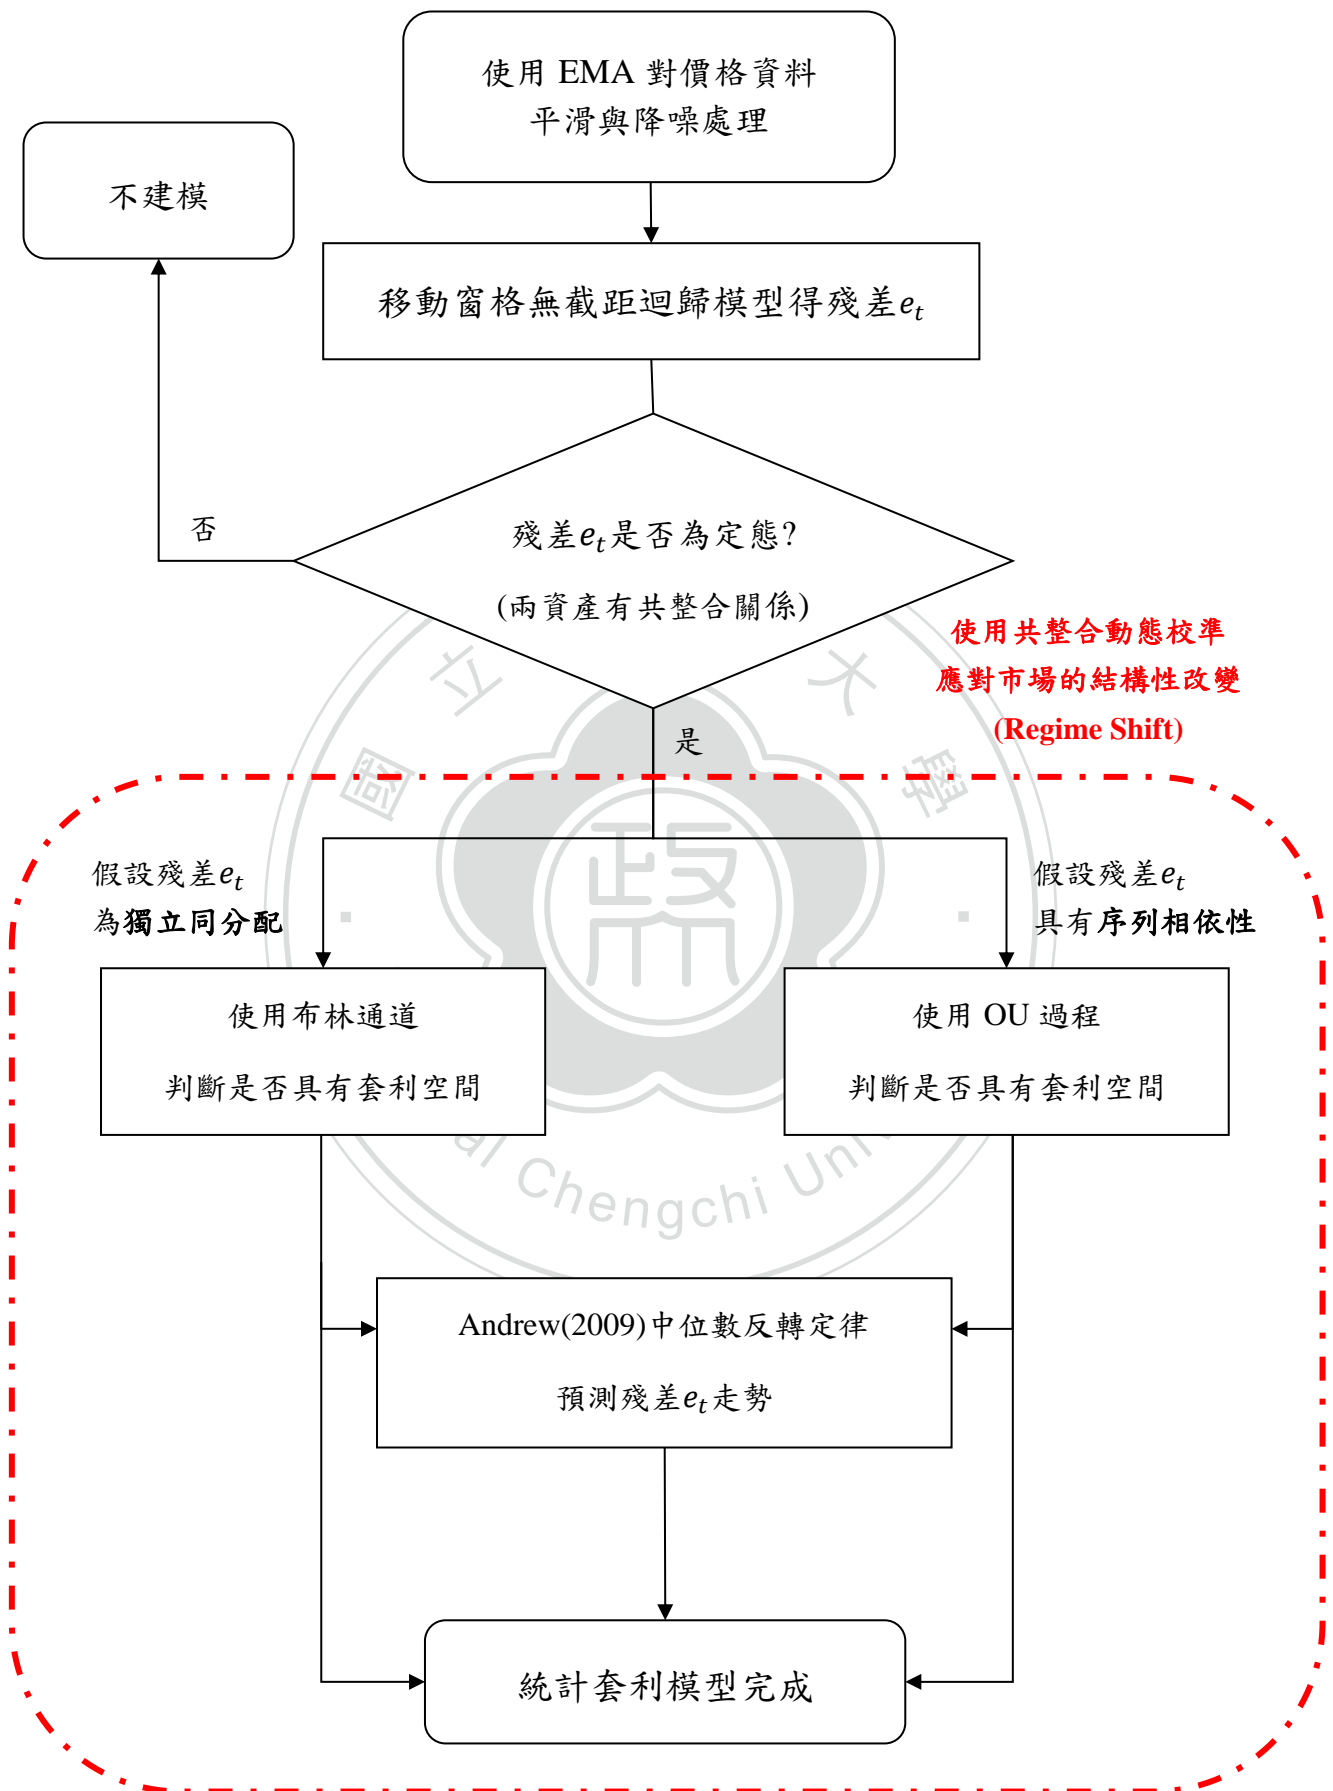 使用 EMA 對價格資料
平滑與降噪處理
不建模
移動窗格無截距迴歸模型得殘差e_t
否
殘差e_t是否為定態?
(兩資產有共整合關係)
使用共整合動態校準
應對市場的結構性改變
(Regime Shift)
是
假設殘差e_t
為獨立同分配
假設殘差e_t
具有序列相依性
使用布林通道
判斷是否具有套利空間
使用 OU 過程
判斷是否具有套利空間
Andrew(2009)中位數反轉定律
預測殘差e_t走勢
統計套利模型完成
國立
大學
政
al Chengchi Uni